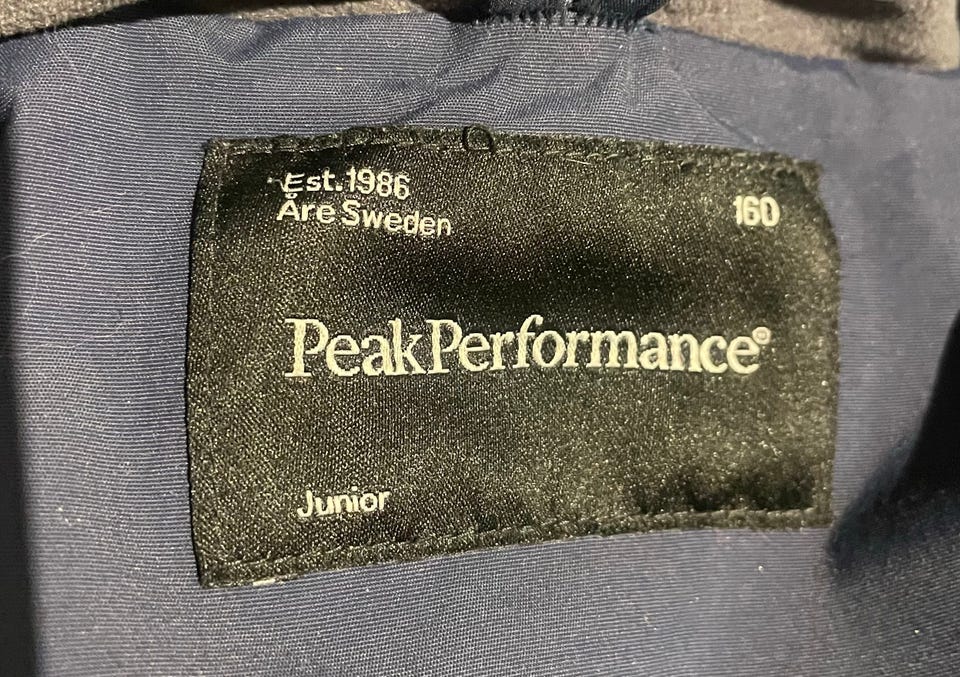 Est.1986
Åre Sweden
160
PeakPerformance®
Junior